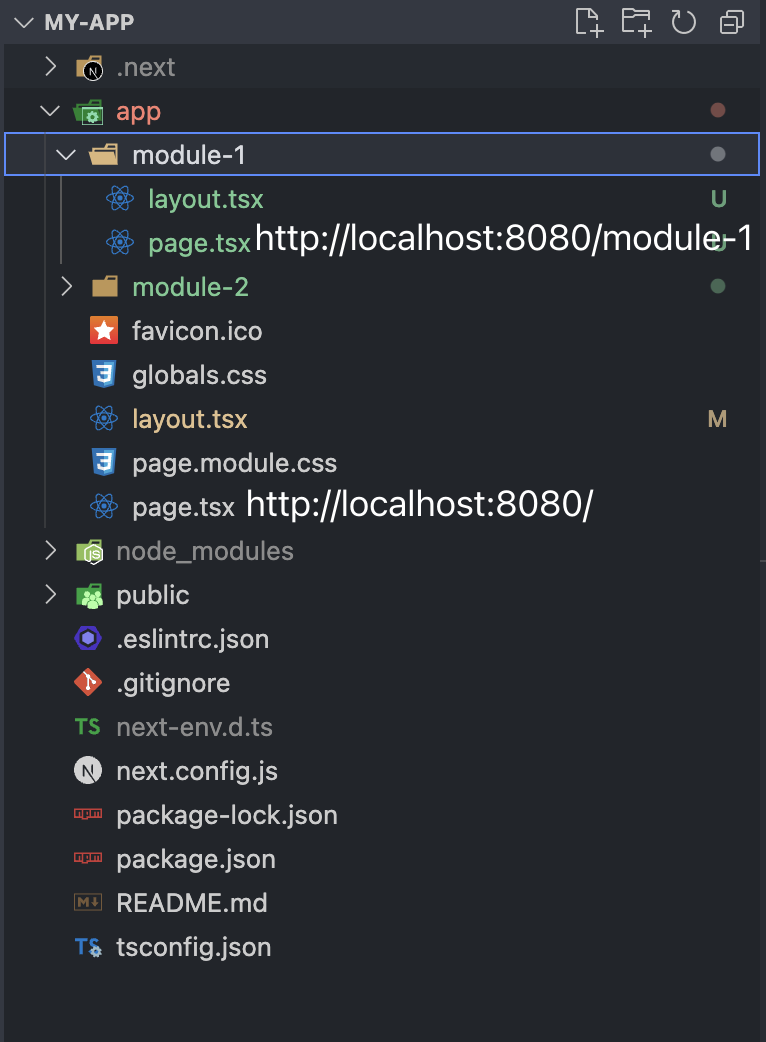 MY-APP
.next
app
module-1
layout.tsx U
page.tsx http://localhost:8080/module-1 U
module-2
favicon.ico
globals.css
layout.tsx M
page.module.css
page.tsx http://localhost:8080/
node_modules
public
.eslintrc.json
.gitignore
TS next-env.d.ts
N next.config.js
package-lock.json
package.json
M↓ README.md
TS tsconfig.json